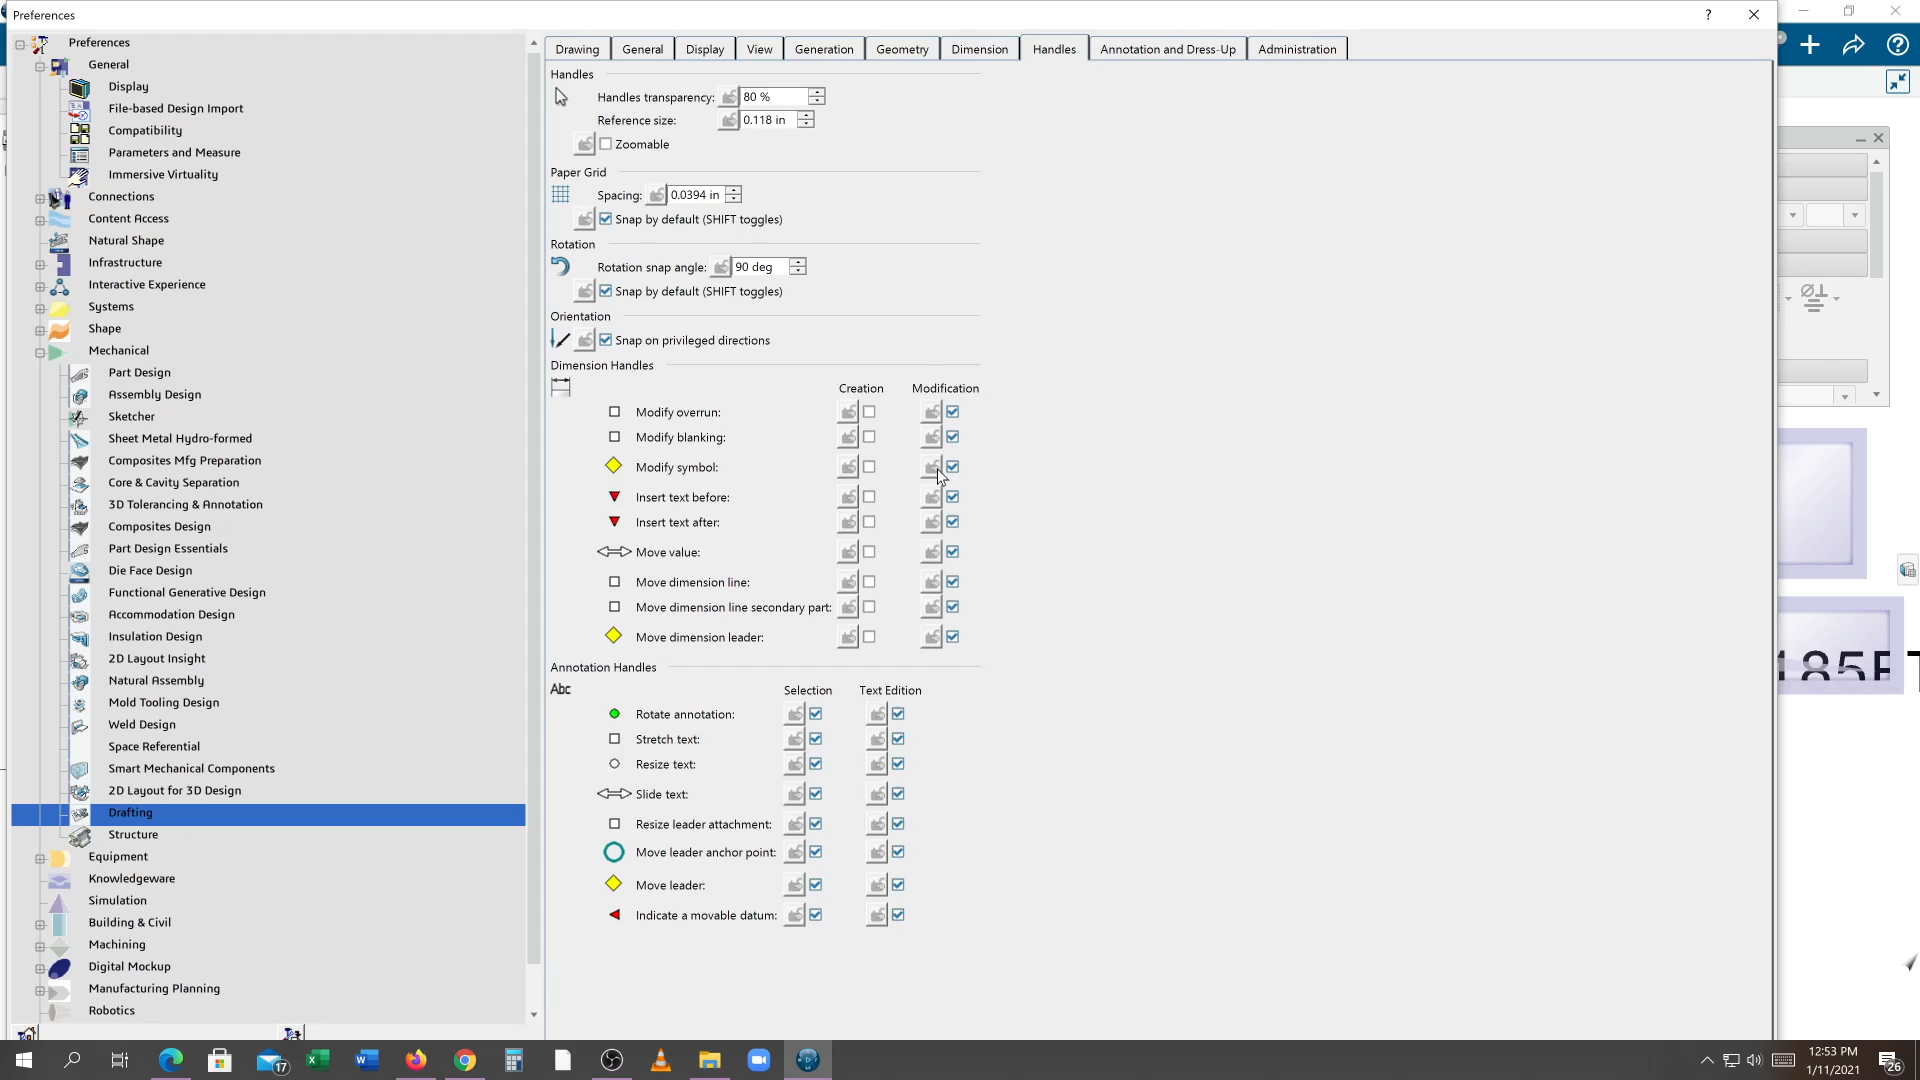 Preferences
?
Preferences
General
Display
File-based Design Import
Compatibility
Parameters and Measure
Immersive Virtuality
Connections
Content Access
Natural Shape
Infrastructure
Interactive Experience
Systems
Shape
Mechanical
Part Design
Assembly Design
Sketcher
Sheet Metal Hydro-formed
Composites Mfg Preparation
Core & Cavity Separation
3D Tolerancing & Annotation
Composites Design
Part Design Essentials
Die Face Design
Functional Generative Design
Accommodation Design
Insulation Design
2D Layout Insight
Natural Assembly
Mold Tooling Design
Weld Design
Space Referential
Smart Mechanical Components
2D Layout for 3D Design
Drafting
Structure
Equipment
Knowledgeware
Simulation
Building & Civil
Machining
Digital Mockup
Manufacturing Planning
Robotics
Drawing General Display View Generation Geometry Dimension Handles Annotation and Dress-Up Administration
Handles
Handles transparency: 80 %
Reference size: 0.118 in
Zoomable
Paper Grid
Spacing: 0.0394 in
Snap by default (SHIFT toggles)
Rotation
Rotation snap angle: 90 deg
Snap by default (SHIFT toggles)
Orientation
Snap on privileged directions
Dimension Handles
Creation Modification
Modify overrun:
Modify blanking:
Modify symbol:
Insert text before:
Insert text after:
Move value:
Move dimension line:
Move dimension line secondary part:
Move dimension leader:
Annotation Handles
Abc Selection Text Edition
Rotate annotation:
Stretch text:
Resize text:
Slide text:
Resize leader attachment:
Move leader anchor point:
Move leader:
Indicate a movable datum:
17
12:53 PM
1/11/2021
26